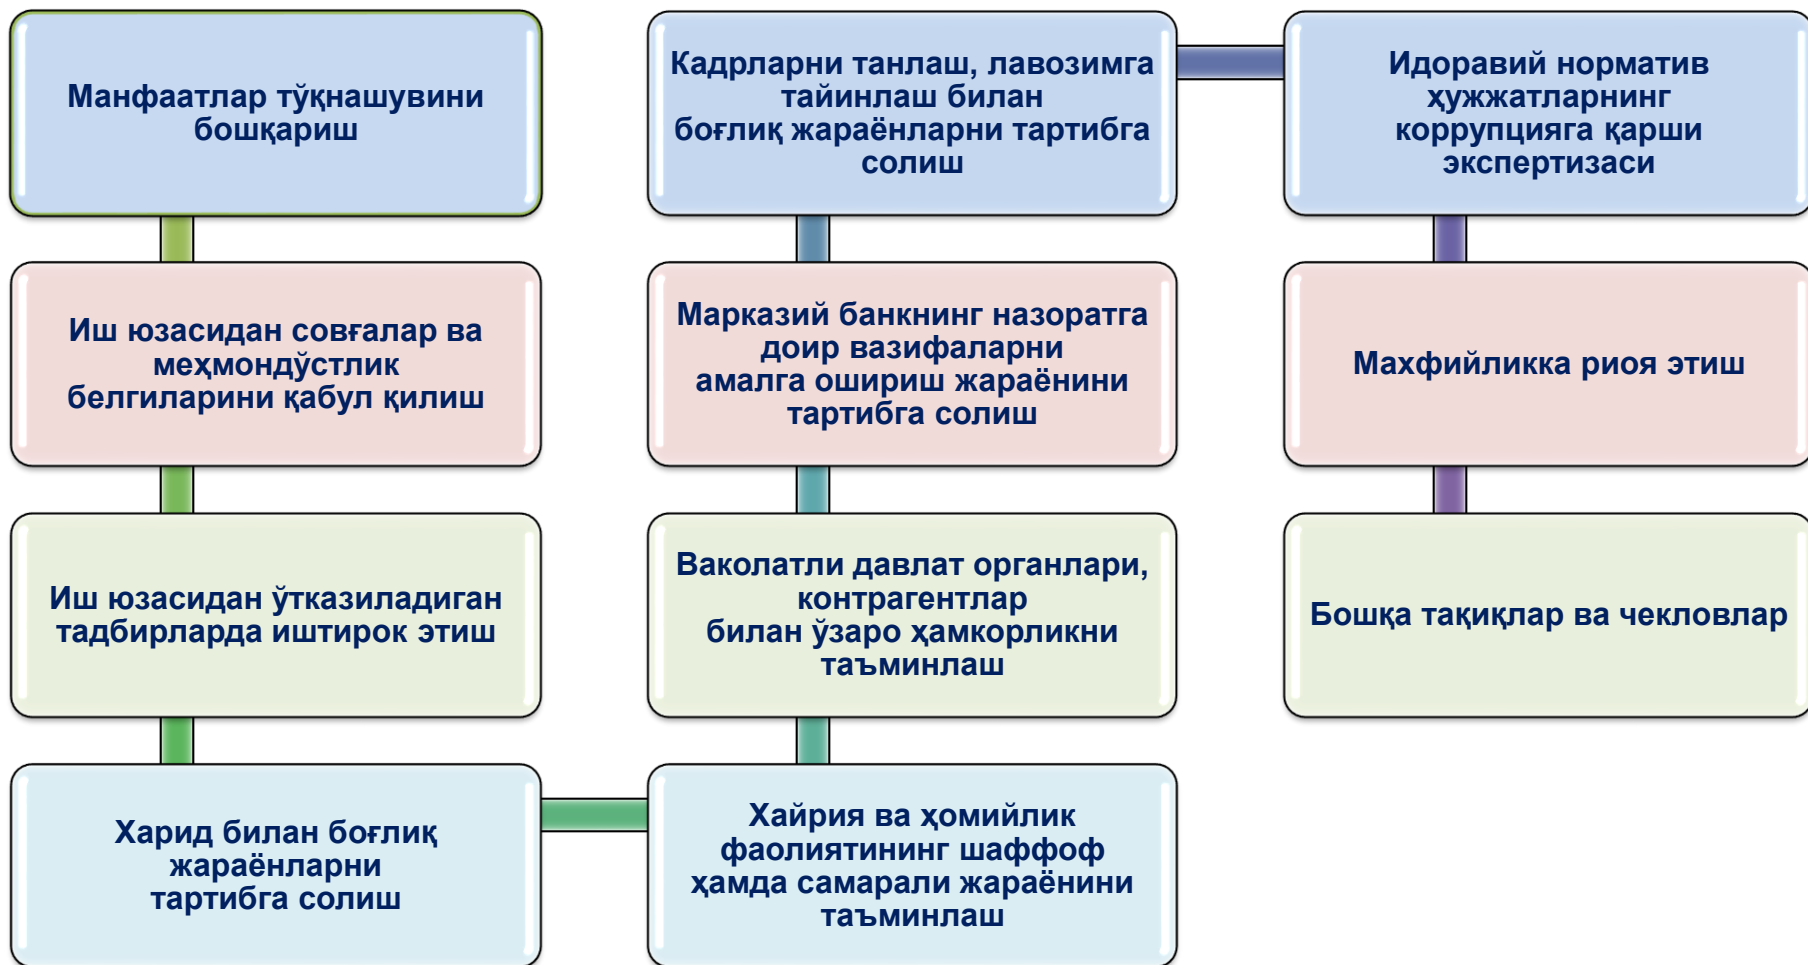 Манфаатлар тўқнашувини
бошқариш
Иш юзасидан совғалар ва
меҳмондўстлик
белгиларини қабул қилиш
Иш юзасидан ўтказиладиган
тадбирларда иштирок этиш
Харид билан боғлиқ
жараёнларни
тартибга солиш
Хайрия ва ҳомийлик
фаолиятининг шаффоф
ҳамда самарали жараёнини
таъминлаш
Ваколатли давлат органлари,
контрагентлар
билан ўзаро ҳамкорликни
таъминлаш
Марказий банкнинг назоратга
доир вазифаларни
амалга ошириш жараёнини
тартибга солиш
Кадрларни танлаш, лавозимга
тайинлаш билан
боғлиқ жараёнларни тартибга
солиш
Идоравий норматив
ҳужжатларнинг
коррупцияга қарши
экспертизаси
Махфийликка риоя этиш
Бошқа тақиқлар ва чекловлар